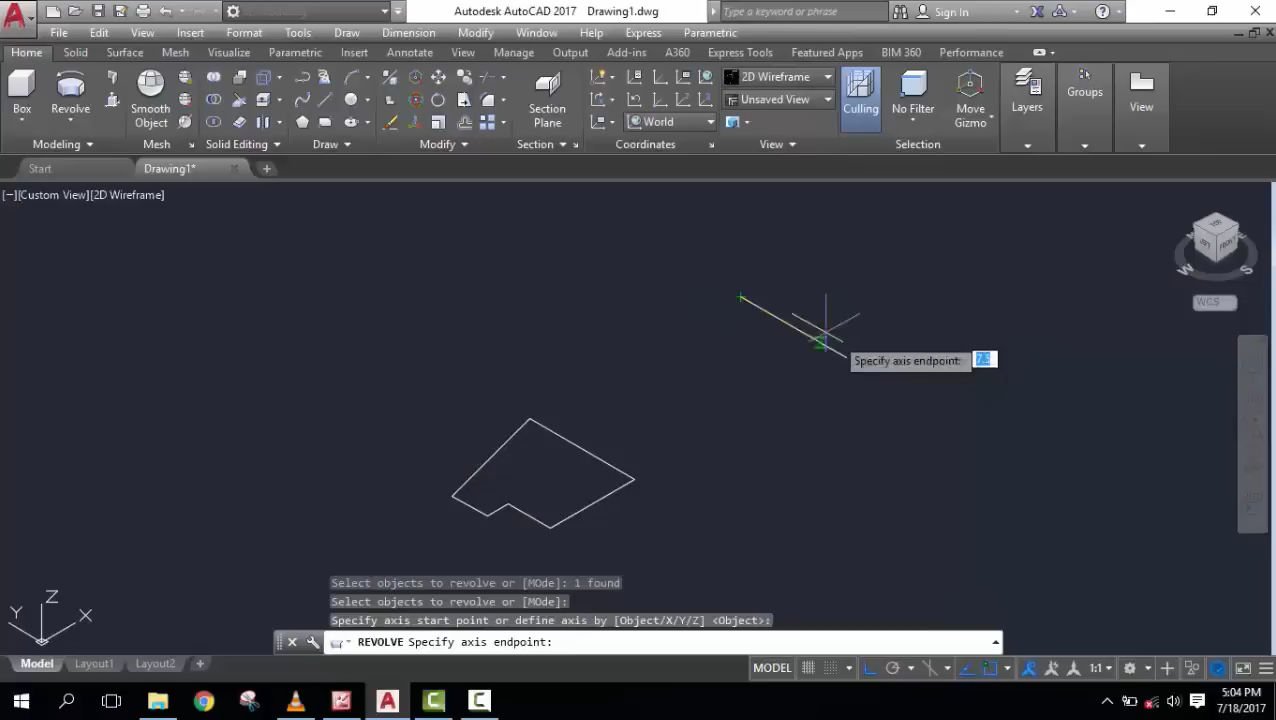 Autodesk AutoCAD 2017 Drawing1.dwg
Type a keyword or phrase
Sign In
File Edit View Insert Format Tools Draw Dimension Modify Window Help Express Parametric
Home Solid Surface Mesh Visualize Parametric Insert Annotate View Manage Output Add-ins A360 Express Tools Featured Apps BIM 360 Performance
Box Revolve Smooth Object
Section Plane
2D Wireframe
Unsaved View
World
Culling No Filter Move Gizmo Layers Groups View
Modeling Mesh Solid Editing Draw Modify Section Coordinates View Selection
Start Drawing1*
[−][Custom View][2D Wireframe]
TOP
LEFT FRONT
W S
WCS
Specify axis endpoint:
Select objects to revolve or [MOde]: 1 found
Select objects to revolve or [MOde]:
Specify axis start point or define axis by [Object/X/Y/Z] <Object>:
Z
Y X
REVOLVE Specify axis endpoint:
Model Layout1 Layout2
MODEL 1:1
5:04 PM
7/18/2017